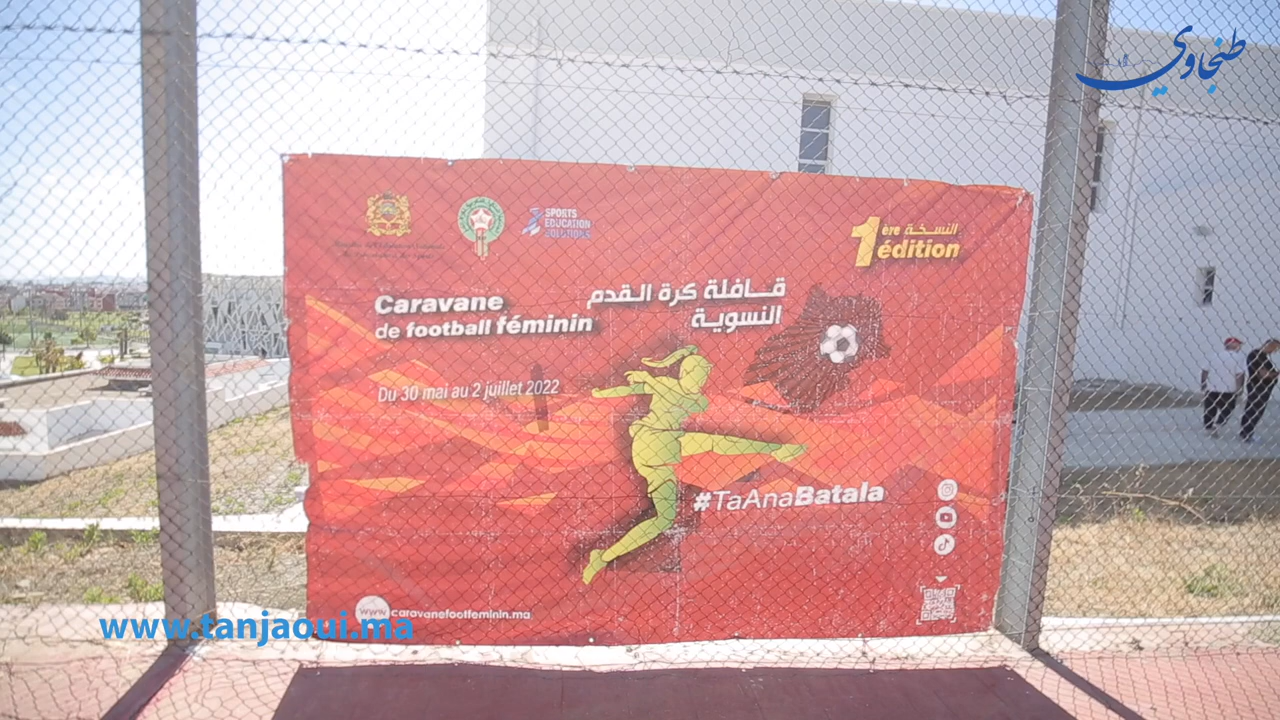 طنجاوي
SPORTS
EDUCATION
SOLUTIONS
1ère النسخة
édition
Caravane
de football féminin
قافلة كرة القدم
النسوية
Du 30 mai au 2 juillet 2022
#TaAnaBatala
www.caravanefootfeminin.ma
www.tanjaoui.ma